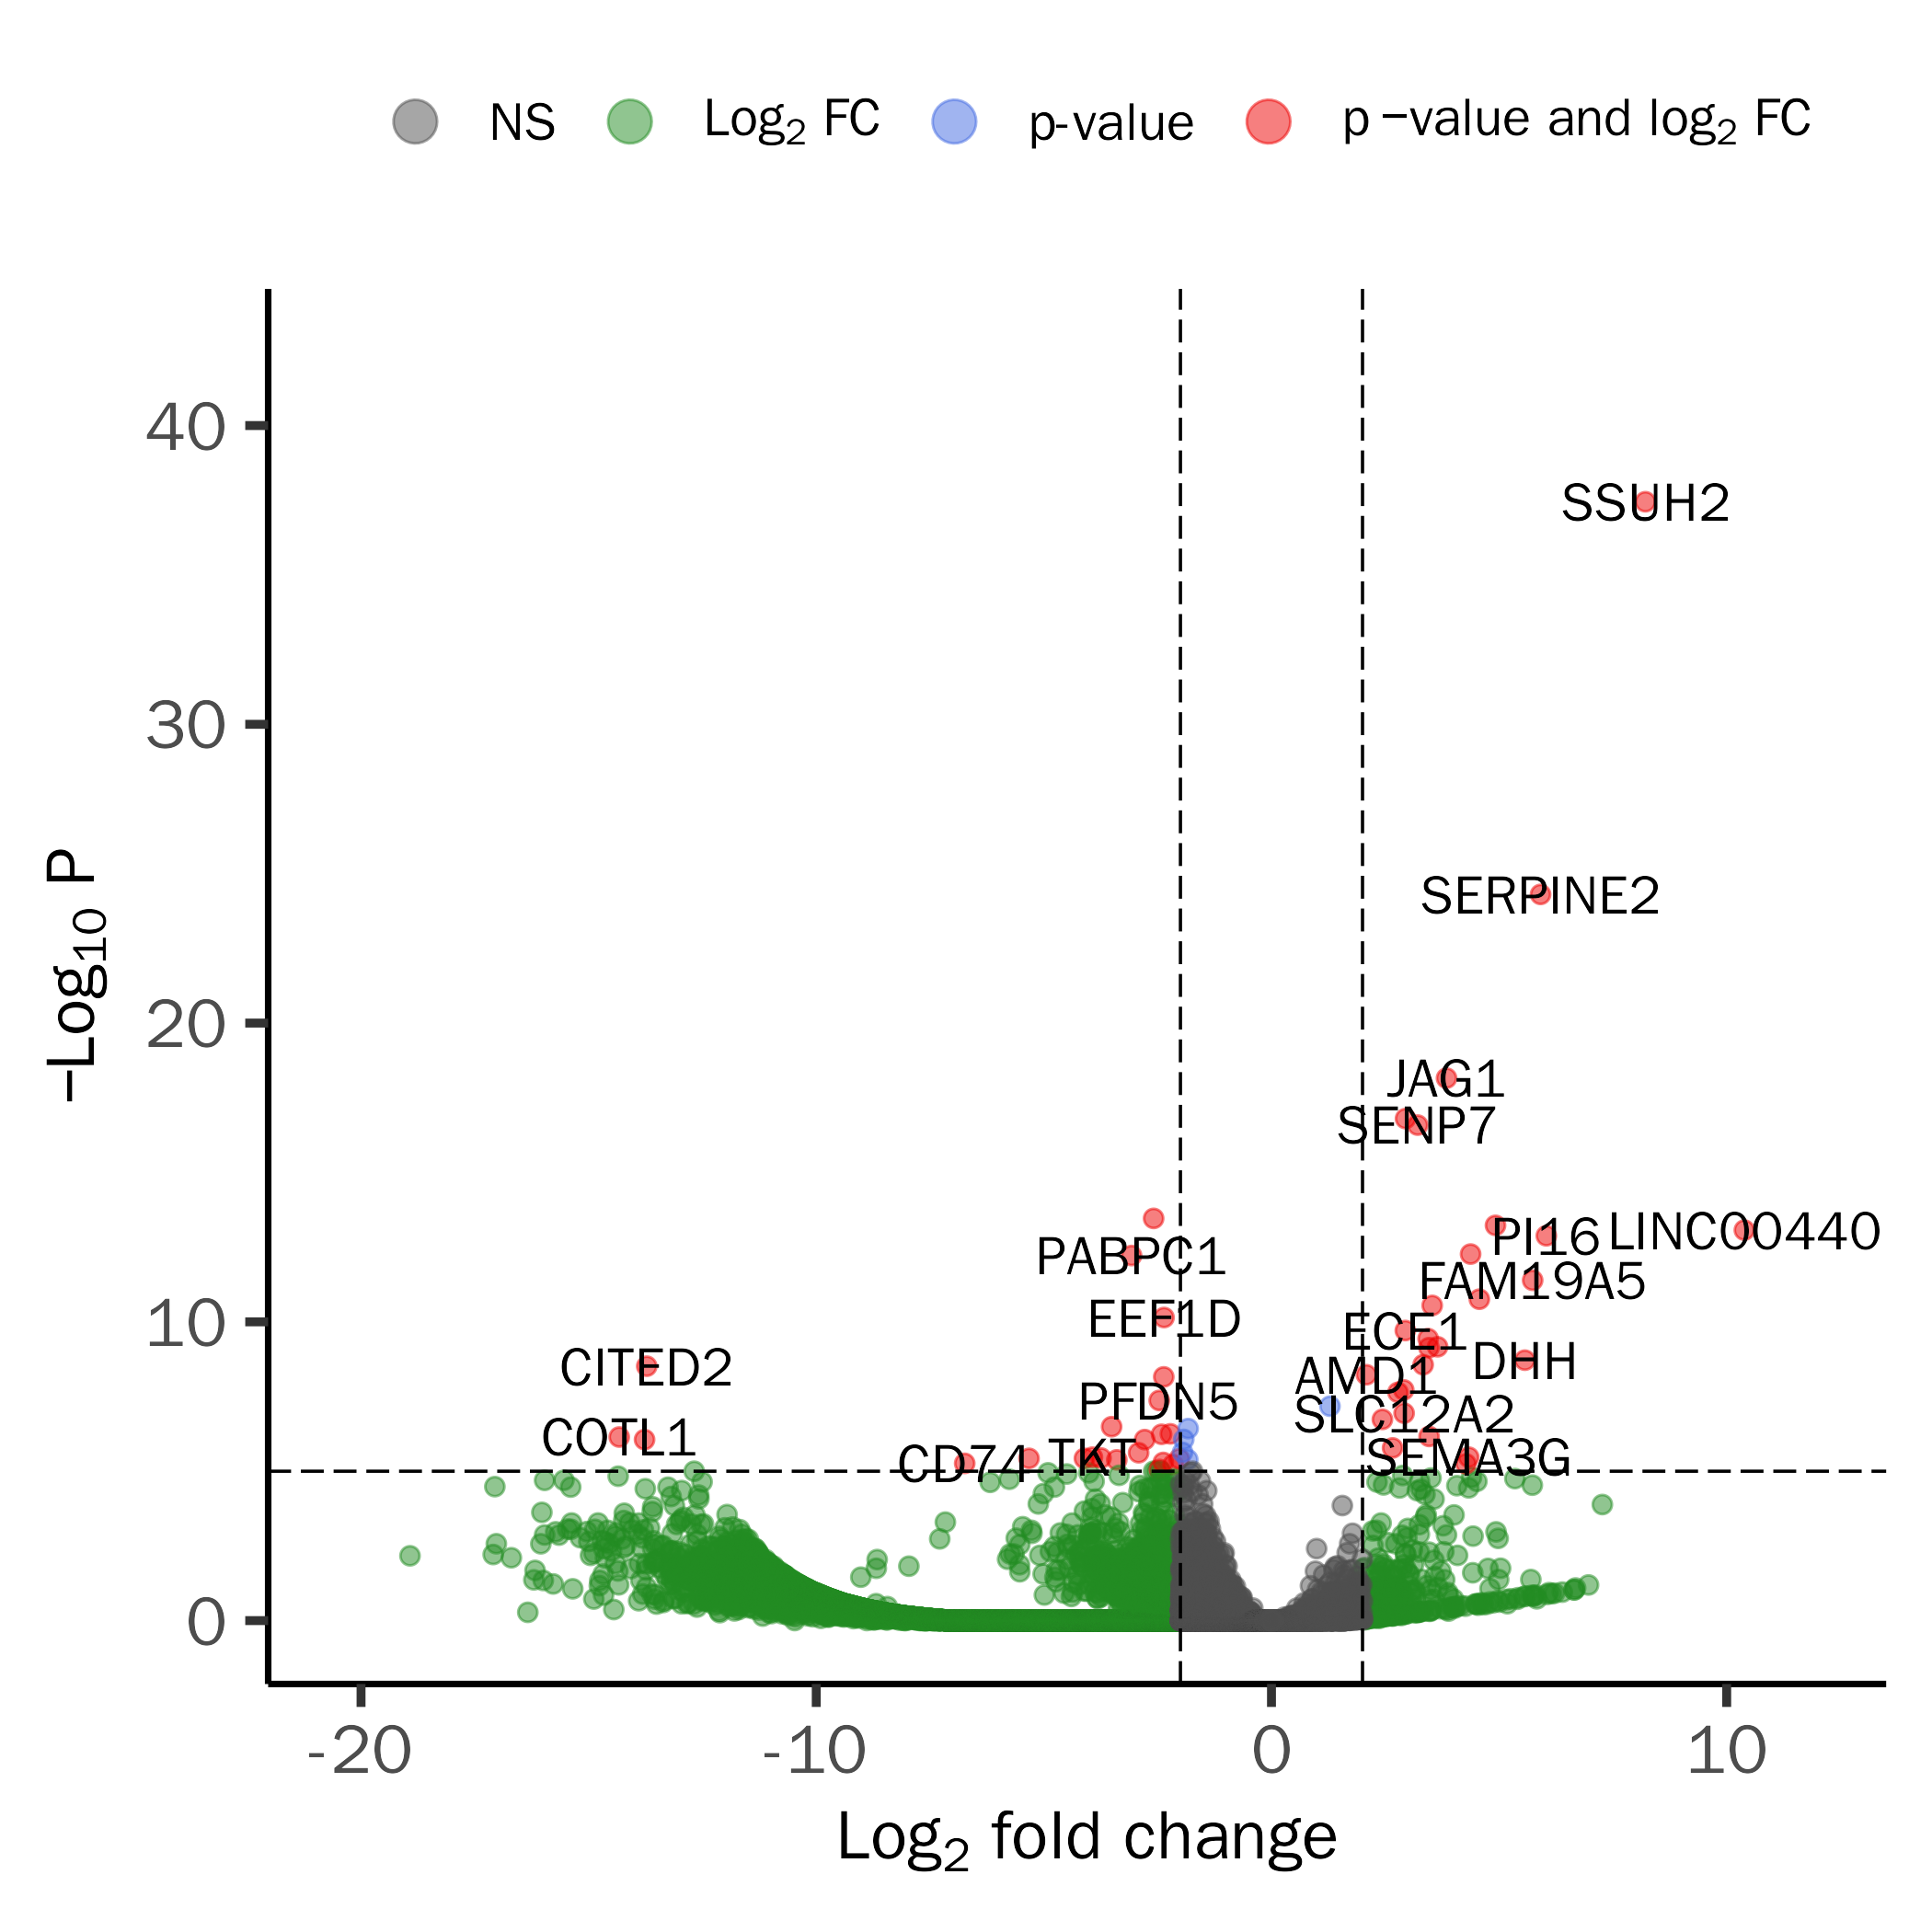 NS Log2 FC p-value p −value and log2 FC
40
SSUH2
30
SERPINE2
20
JAG1
SENP7
PABPC1 PI16 LINC00440
FAM19A5
10
EEF1D ECE1
CITED2 AMD1 DHH
PFDN5 SLC12A2
COTL1 CD74 TKT SEMA3G
0
-20 -10 0 10
−Log10 P
Log2 fold change